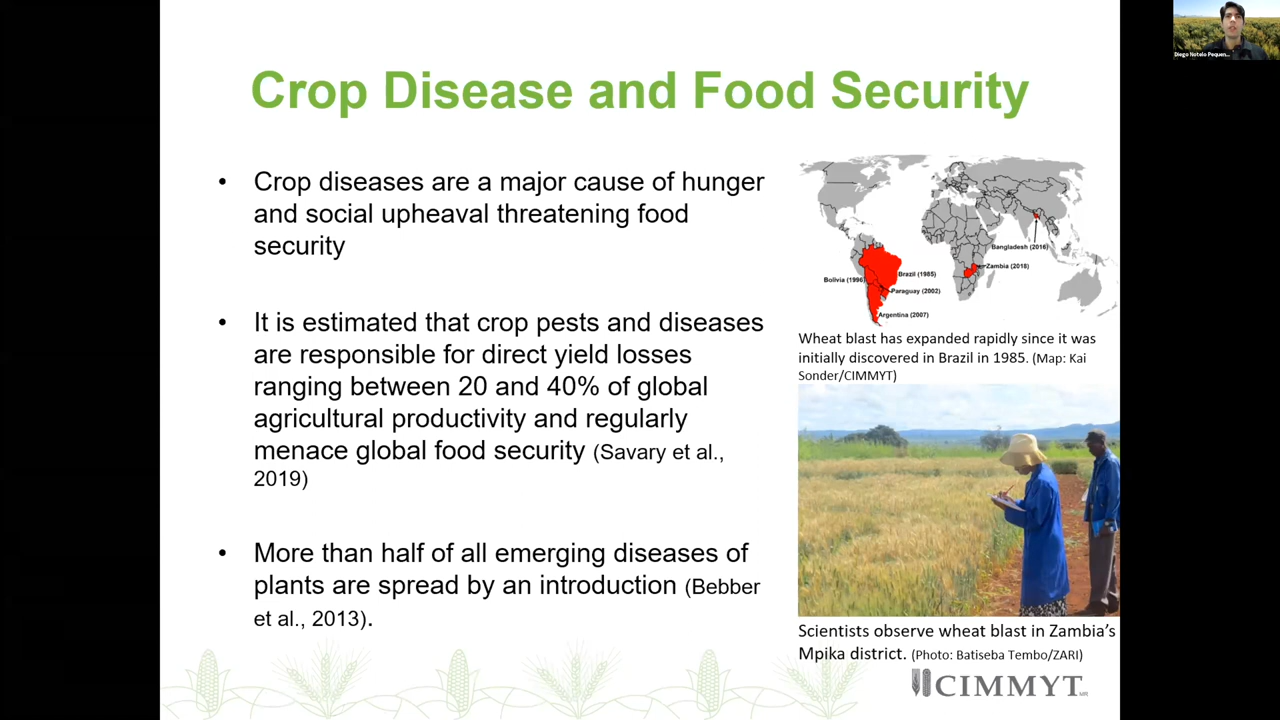 Crop Disease and Food Security
• Crop diseases are a major cause of hunger
and social upheaval threatening food
security
• It is estimated that crop pests and diseases
are responsible for direct yield losses
ranging between 20 and 40% of global
agricultural productivity and regularly
menace global food security (Savary et al.,
2019)
• More than half of all emerging diseases of
plants are spread by an introduction (Bebber
et al., 2013).
Bangladesh (2016)
Zambia (2018)
Brazil (1985)
Bolivia (1996)
Paraguay (2002)
Argentina (2007)
Wheat blast has expanded rapidly since it was
initially discovered in Brazil in 1985. (Map: Kai
Sonder/CIMMYT)
Scientists observe wheat blast in Zambia's
Mpika district. (Photo: Batiseba Tembo/ZARI)
CIMMYT
Diego Notelo Pequen...